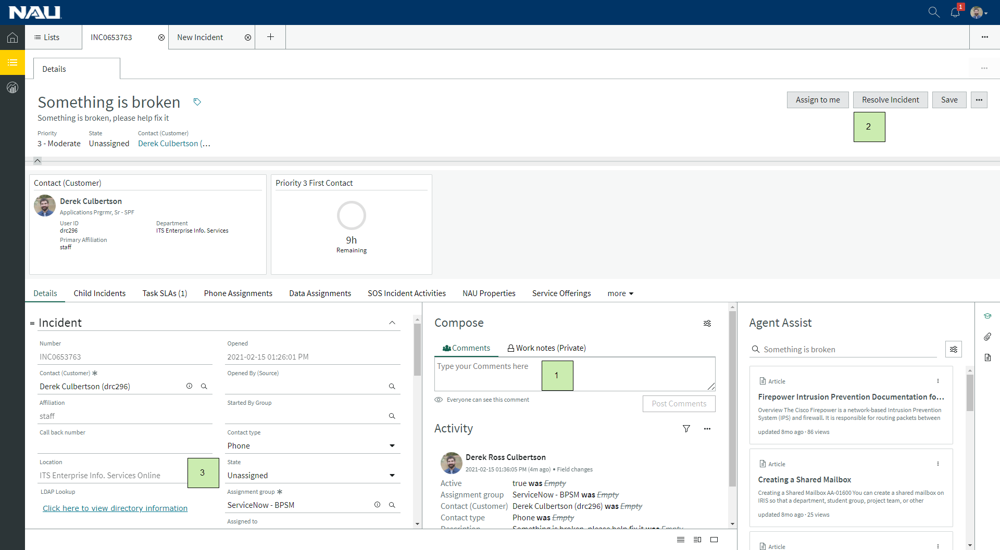 NAU
1
Lists
INC0653763
New Incident
Details
Something is broken
Assign to me
Resolve Incident
Save
Something is broken, please help fix it
2
Priority
State
Contact (Customer)
3 - Moderate
Unassigned
Derek Culbertson (...
Contact (Customer)
Derek Culbertson
Applications Prgrmr, Sr - SPF
User ID
Department
drc296
ITS Enterprise Info. Services
Primary Affiliation
staff
Priority 3 First Contact
9h
Remaining
Details
Child Incidents
Task SLAs (1)
Phone Assignments
Data Assignments
SOS Incident Activities
NAU Properties
Service Offerings
more
Incident
Number
INC0653763
Opened
2021-02-15 01:26:01 PM
Contact (Customer) *
Derek Culbertson (drc296)
Opened By (Source)
Affiliation
staff
Started By Group
Call back number
Contact type
Phone
Location
ITS Enterprise Info. Services Online
3
State
Unassigned
LDAP Lookup
Click here to view directory information
Assignment group *
ServiceNow - BPSM
Assigned to
Compose
Comments
Work notes (Private)
Type your Comments here
1
Everyone can see this comment
Post Comments
Activity
Derek Ross Culbertson
2021-02-15 01:36:05 PM (4m ago) • Field changes
Active true was Empty
Assignment group ServiceNow - BPSM was Empty
Contact (Customer) Derek Culbertson (drc296) was Empty
Contact type Phone was Empty
Description Something is broken, please help fix it was Empty
Agent Assist
Something is broken
Article
Firepower Intrusion Prevention Documentation fo...
Overview The Cisco Firepower is a network-based Intrusion Prevention
System (IPS) and firewall. It is responsible for routing packets between
updated 8mo ago · 86 views
Article
Creating a Shared Mailbox
Creating a Shared Mailbox AA-01600 You can create a shared mailbox on
IRIS so that a department, student group, project team, or other
updated 8mo ago · 25 views
Article